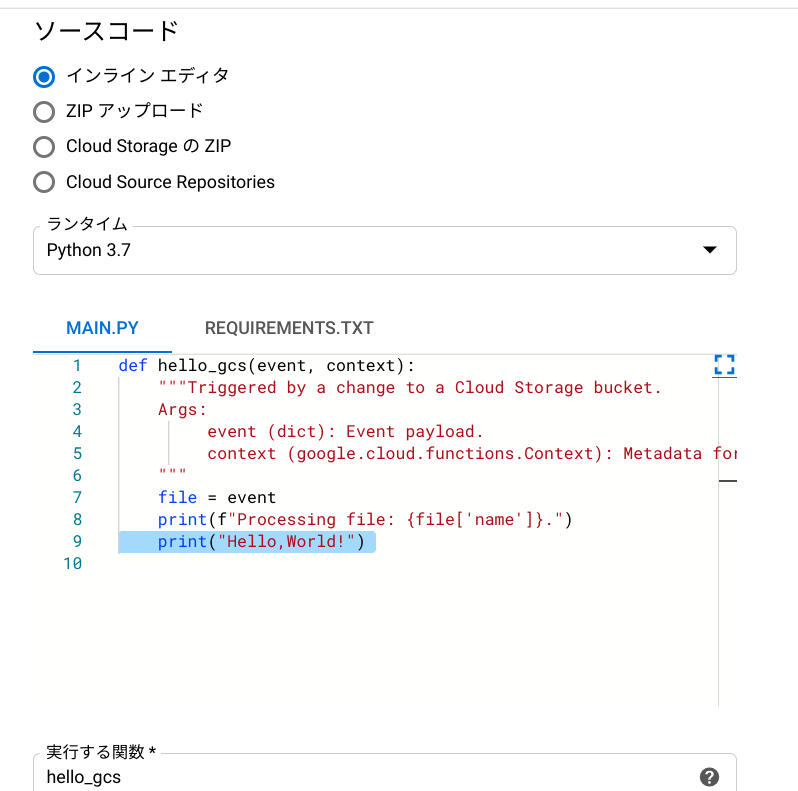 ソースコード
インライン エディタ
ZIP アップロード
Cloud Storage の ZIP
Cloud Source Repositories
ランタイム
Python 3.7
MAIN.PY REQUIREMENTS.TXT
1 def hello_gcs(event, context):
2 """Triggered by a change to a Cloud Storage bucket.
3 Args:
4 event (dict): Event payload.
5 context (google.cloud.functions.Context): Metadata for
6 """
7 file = event
8 print(f"Processing file: {file['name']}.")
9 print("Hello,World!")
10
実行する関数 *
hello_gcs